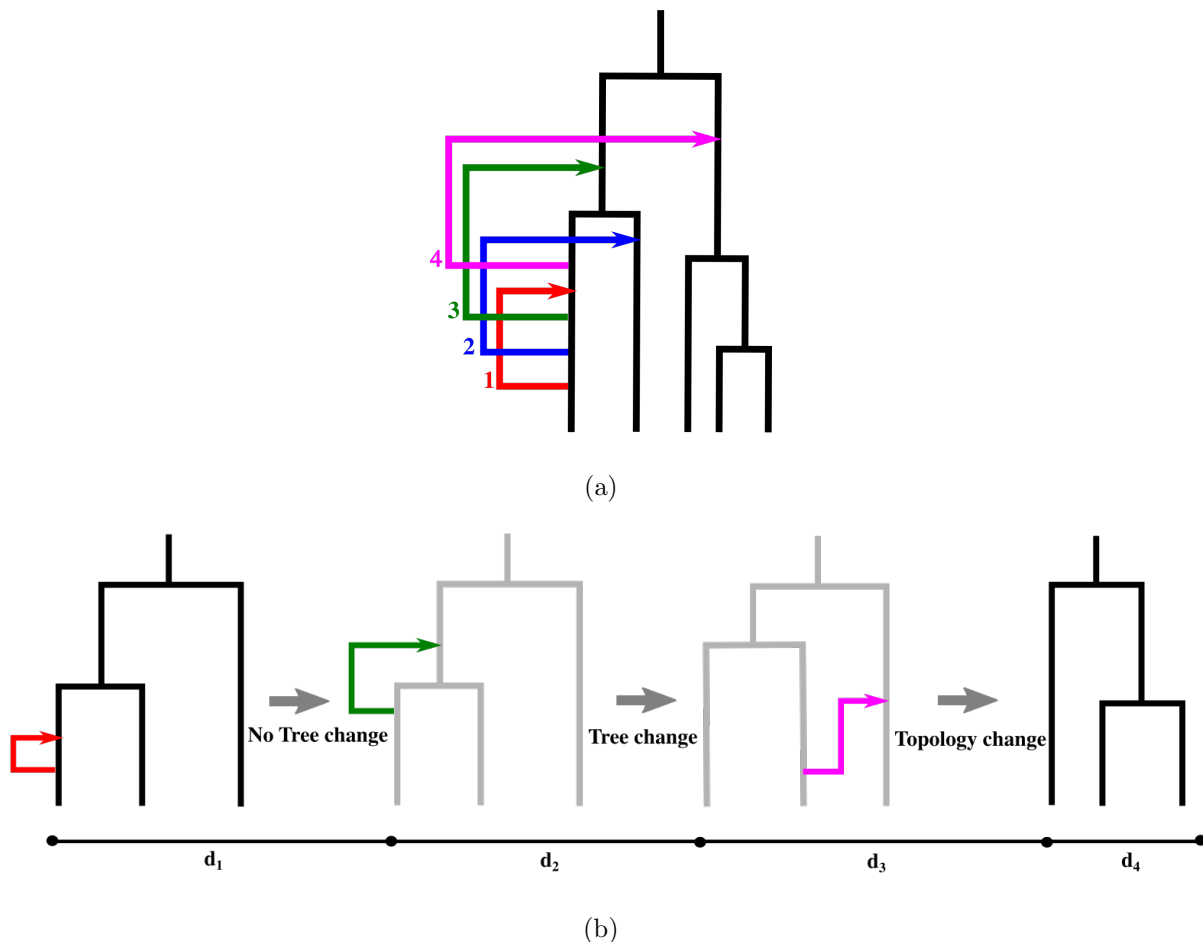 4
3
2
1
(a)
No Tree change
Tree change
Topology change
d₁
d₂
d₃
d₄
(b)